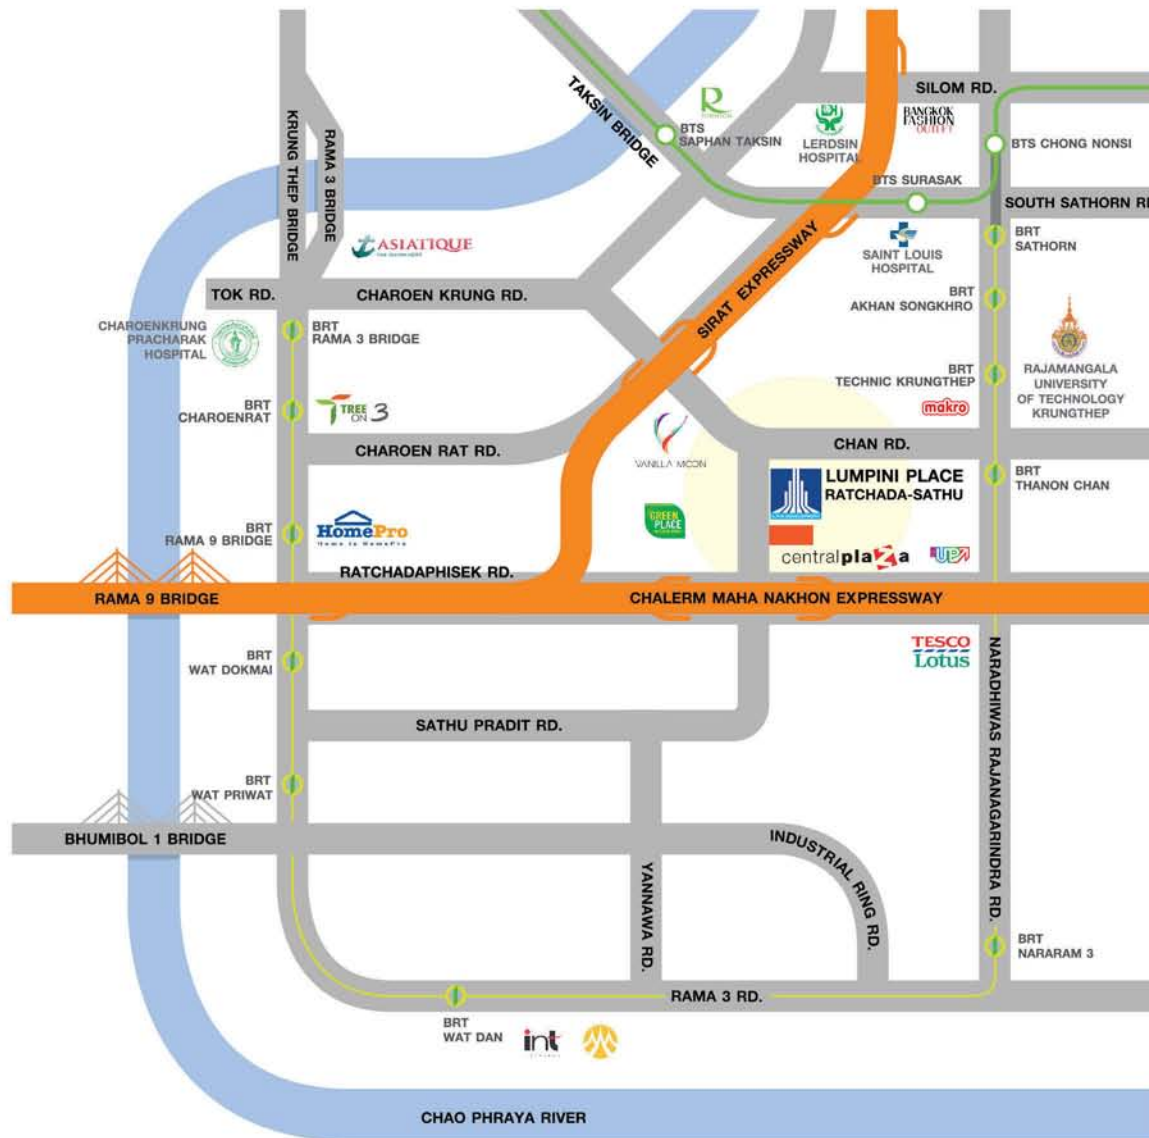 SILOM RD.
TAKSIN BRIDGE
BTS
SAPHAN TAKSIN
LERDSIN
HOSPITAL
BANGKOK
FASHION
OUTLET
BTS CHONG NONSI
KRUNG THEP BRIDGE
RAMA 3 BRIDGE
BTS SURASAK
SOUTH SATHORN R
BRT
SATHORN
ASIATIQUE
SAINT LOUIS
HOSPITAL
SIRAT EXPRESSWAY
TOK RD.
CHAROEN KRUNG RD.
BRT
AKHAN SONGKHRO
CHAROENKRUNG
PRACHARAK
HOSPITAL
BRT
RAMA 3 BRIDGE
BRT
TECHNIC KRUNGTHEP
RAJAMANGALA
UNIVERSITY
OF TECHNOLOGY
KRUNGTHEP
BRT
CHAROENRAT
TREE
ON 3
makro
CHAROEN RAT RD.
VANILLA MOON
CHAN RD.
LUMPINI PLACE
RATCHADA-SATHU
BRT
THANON CHAN
BRT
RAMA 9 BRIDGE
HomePro
Home is HomePro
GREEN
PLACE
centralplaza
UP
RATCHADAPHISEK RD.
RAMA 9 BRIDGE
CHALERM MAHA NAKHON EXPRESSWAY
BRT
WAT DOKMAI
TESCO
Lotus
NARADHIWAS RAJANAGARINDRA RD.
SATHU PRADIT RD.
BRT
WAT PRIWAT
BHUMIBOL 1 BRIDGE
INDUSTRIAL RING RD.
YANNAWA RD.
BRT
NARARAM 3
RAMA 3 RD.
BRT
WAT DAN
int
CHAO PHRAYA RIVER